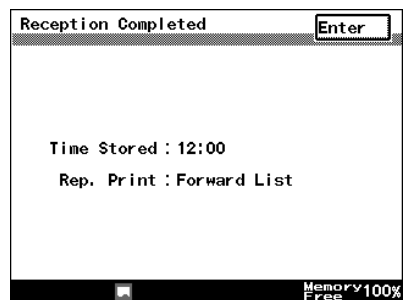 Reception Completed
Enter
Time Stored : 12:00
Rep. Print : Forward List
Memory Free 100%